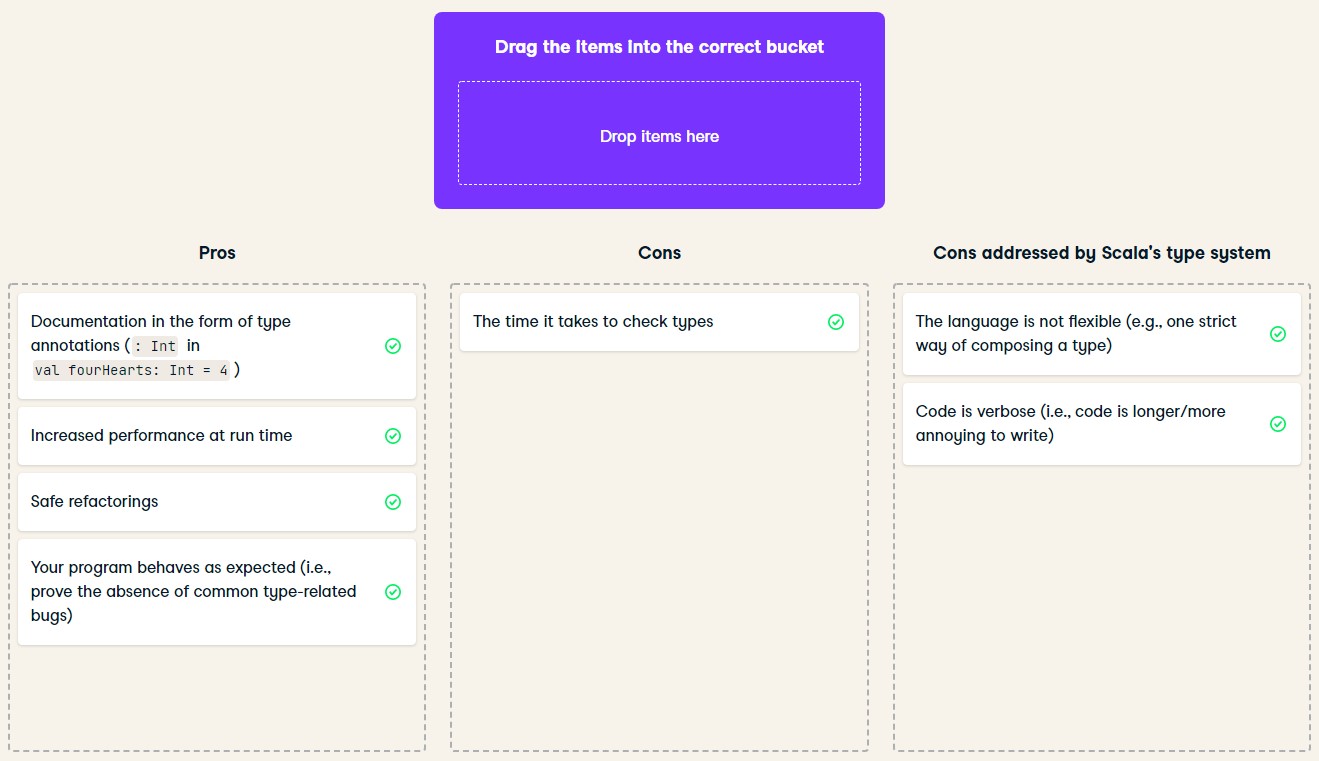 Drag the Items Into the correct bucket
Drop items here
Pros
Documentation in the form of type
annotations (: Int in
val fourHearts: Int = 4)
Increased performance at run time
Safe refactorings
Your program behaves as expected (i.e.,
prove the absence of common type-related
bugs)
Cons
The time it takes to check types
Cons addressed by Scala's type system
The language is not flexible (e.g., one strict
way of composing a type)
Code is verbose (i.e., code is longer/more
annoying to write)